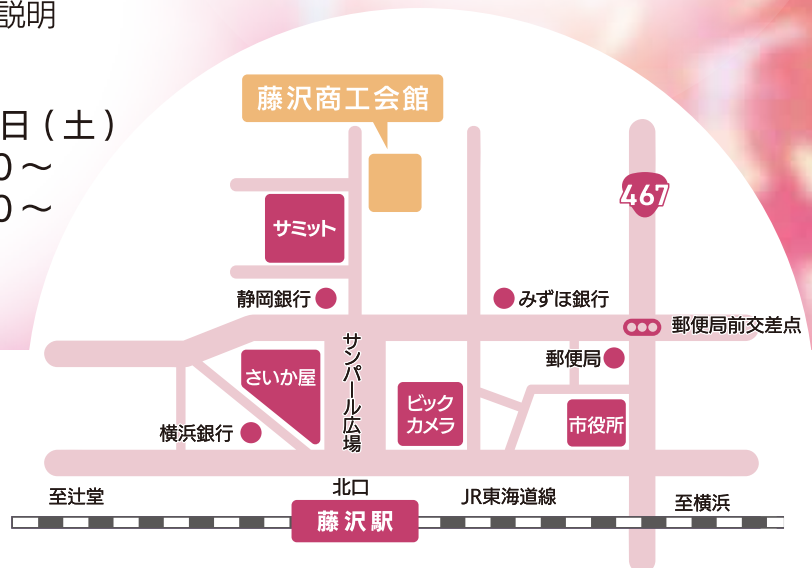 説明
日(土)
0～
0～
藤沢商工会館
467
サミット
静岡銀行
みずほ銀行
郵便局前交差点
サンパール広場
郵便局
さいか屋
ビック
カメラ
市役所
横浜銀行
北口
至辻堂
JR東海道線
至横浜
藤沢駅